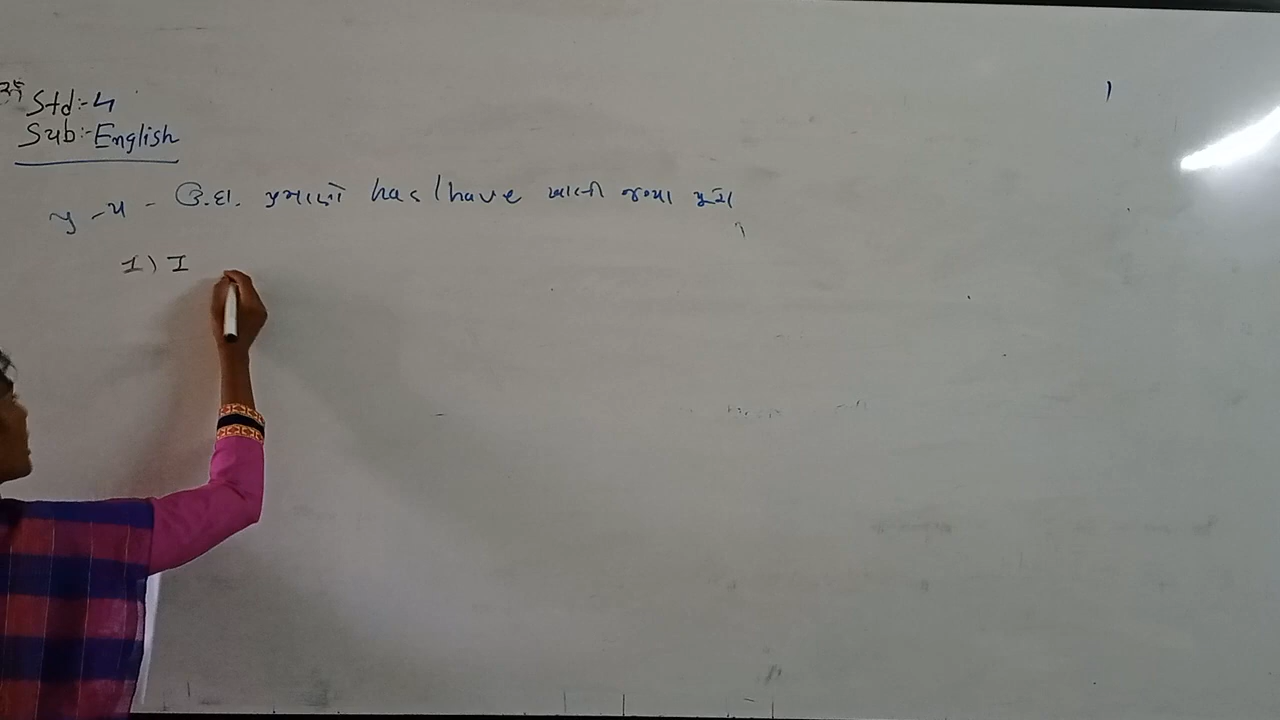 Std:-4
Sub:-English
પ્ર-૫ - ઉ.દા. પ્રમાણે has/have ખાલી જગ્યા પૂરો
1) I